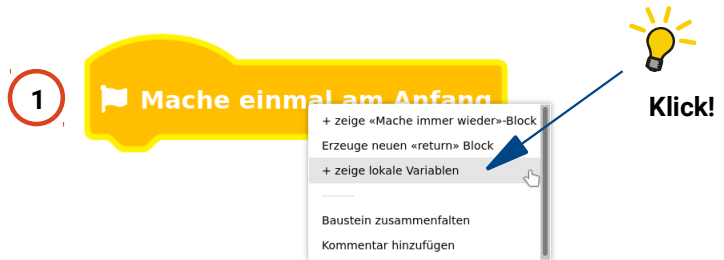 1
Mache einmal am Anfang
+ zeige «Mache immer wieder»-Block
Erzeuge neuen «return» Block
+ zeige lokale Variablen
--------
Baustein zusammenfalten
Kommentar hinzufügen
Klick!